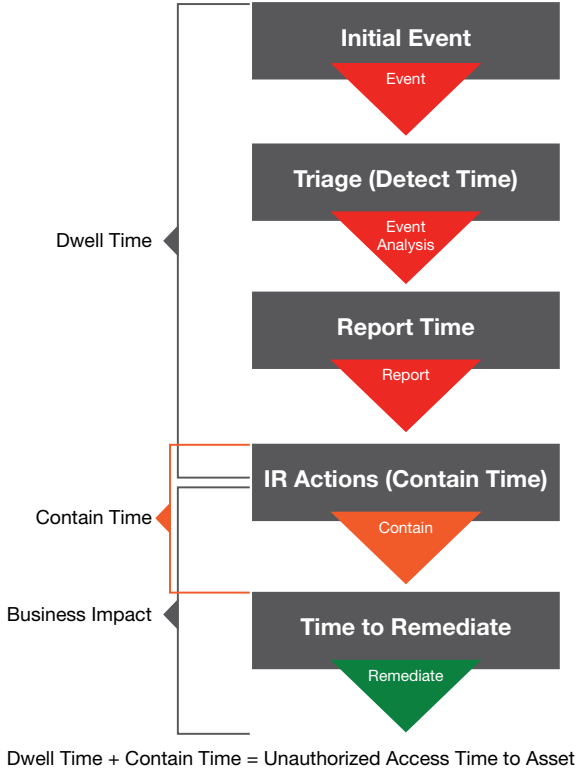 Initial Event
Event
Triage (Detect Time)
Event
Analysis
Dwell Time
Report Time
Report
IR Actions (Contain Time)
Contain Time
Contain
Business Impact
Time to Remediate
Remediate
Dwell Time + Contain Time = Unauthorized Access Time to Asset